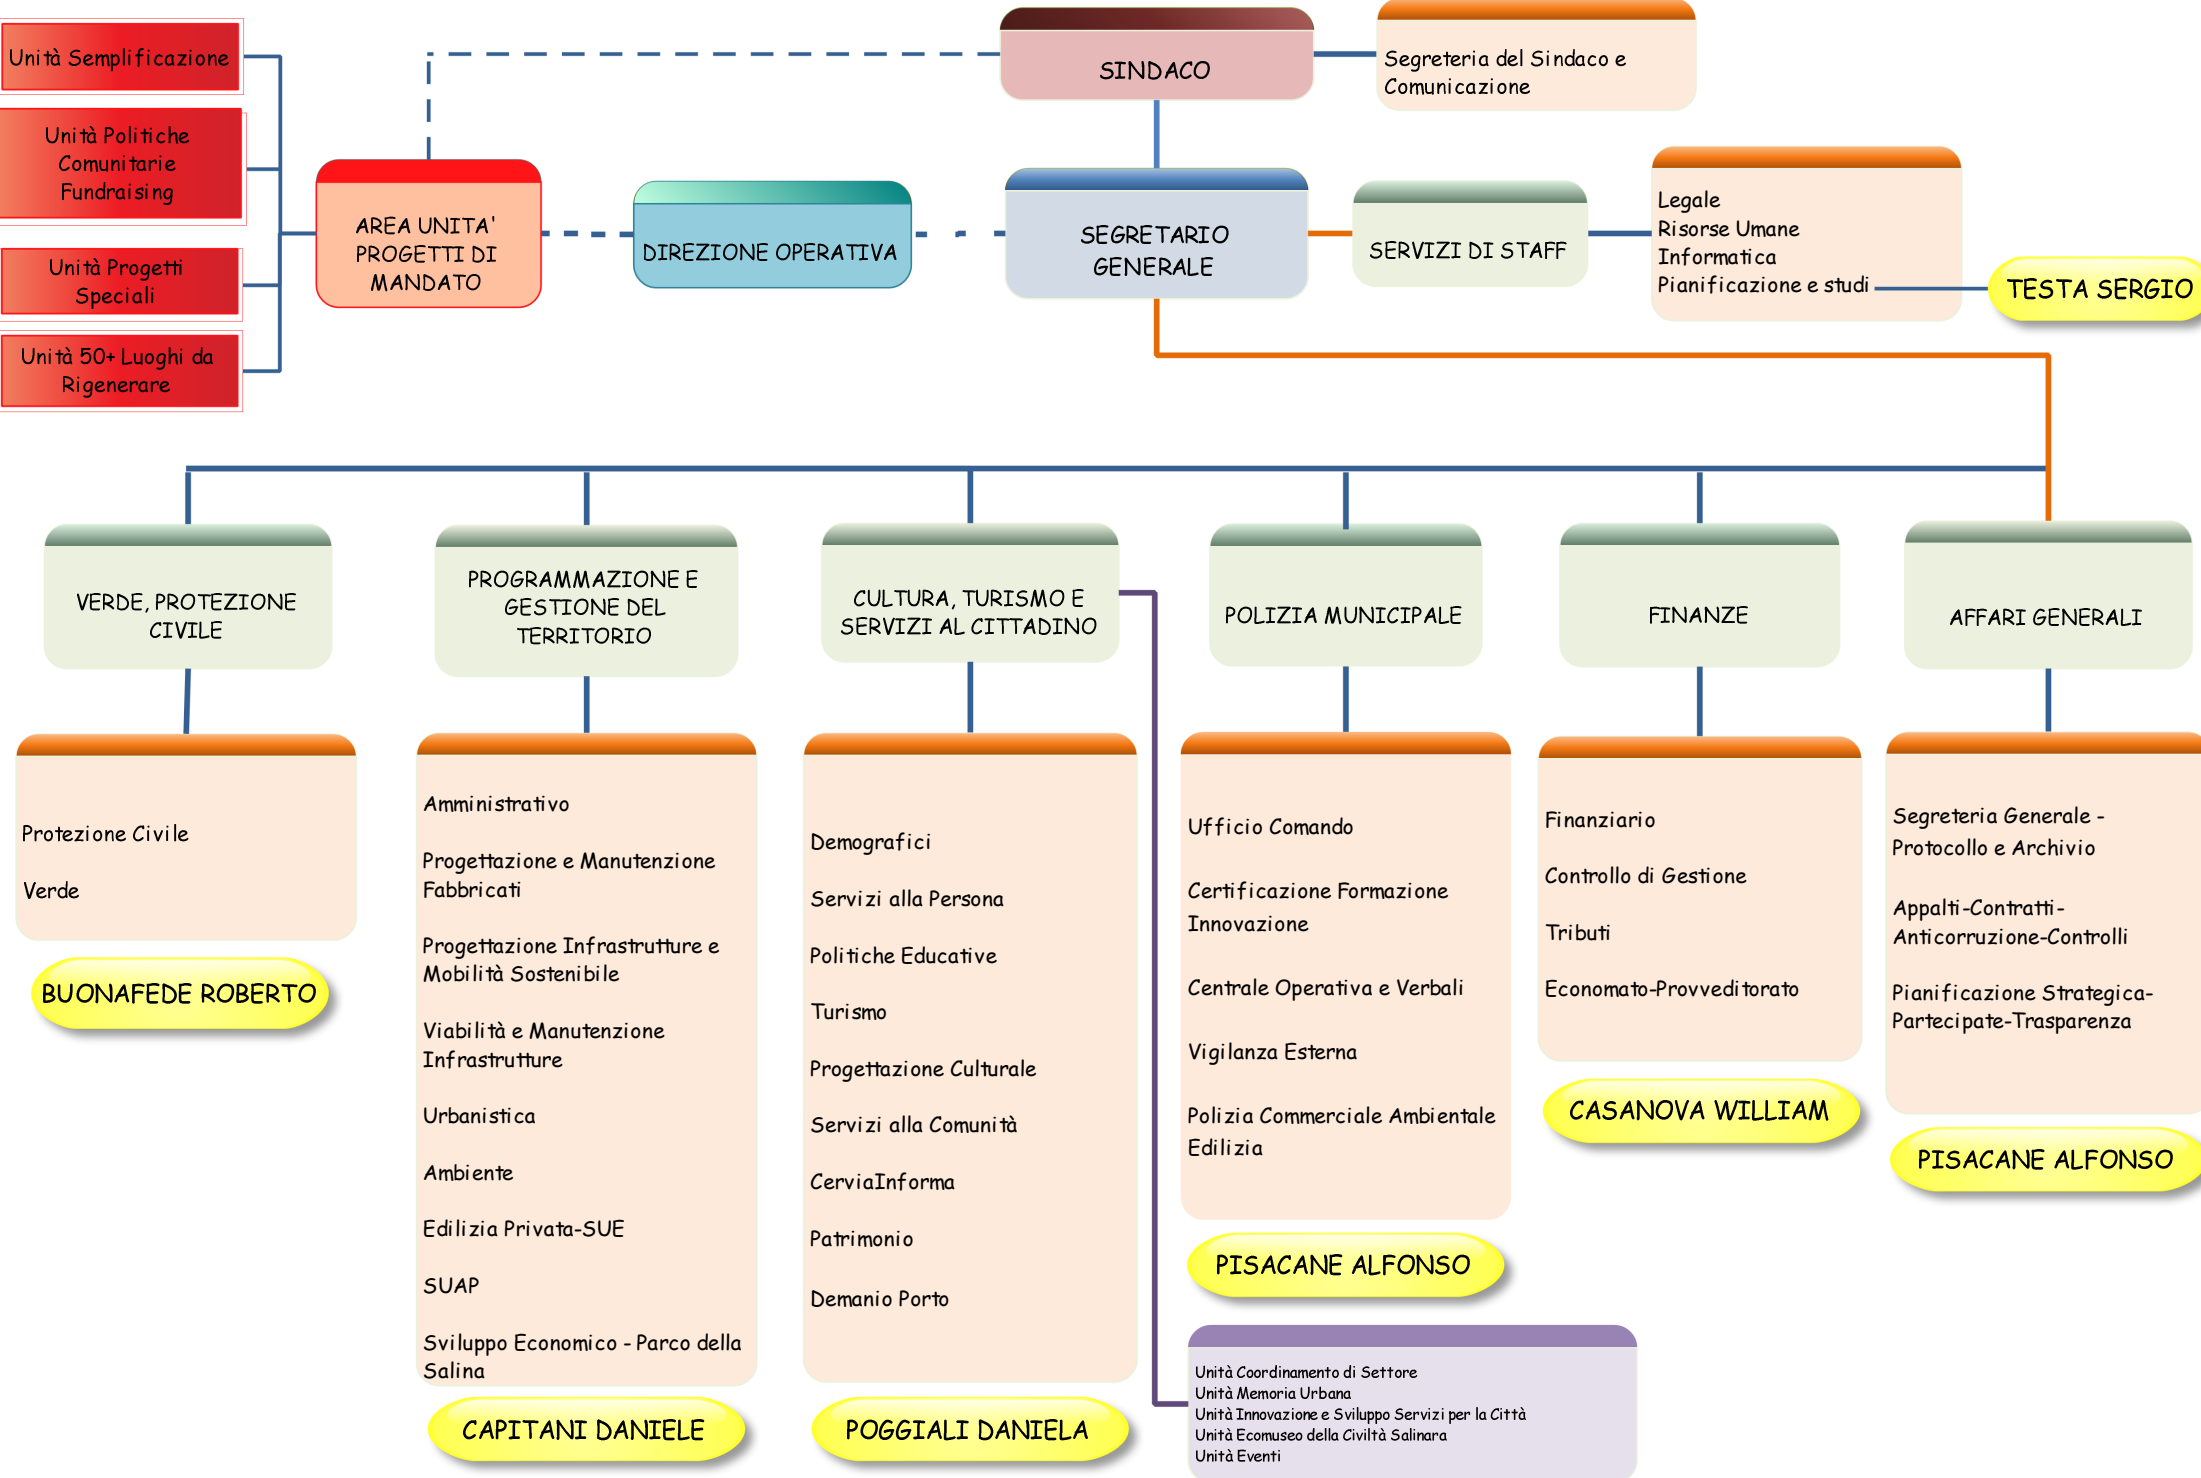 Unità Semplificazione
Unità Politiche
Comunitarie
Fundraising
Unità Progetti
Speciali
Unità 50+ Luoghi da
Rigenerare
AREA UNITA'
PROGETTI DI
MANDATO
DIREZIONE OPERATIVA
SINDACO
Segreteria del Sindaco e
Comunicazione
SEGRETARIO
GENERALE
SERVIZI DI STAFF
Legale
Risorse Umane
Informatica
Pianificazione e studi
TESTA SERGIO
VERDE, PROTEZIONE
CIVILE
Protezione Civile
Verde
BUONAFEDE ROBERTO
PROGRAMMAZIONE E
GESTIONE DEL
TERRITORIO
Amministrativo
Progettazione e Manutenzione
Fabbricati
Progettazione Infrastrutture e
Mobilità Sostenibile
Viabilità e Manutenzione
Infrastrutture
Urbanistica
Ambiente
Edilizia Privata-SUE
SUAP
Sviluppo Economico - Parco della
Salina
CAPITANI DANIELE
CULTURA, TURISMO E
SERVIZI AL CITTADINO
Demografici
Servizi alla Persona
Politiche Educative
Turismo
Progettazione Culturale
Servizi alla Comunità
CerviaInforma
Patrimonio
Demanio Porto
POGGIALI DANIELA
POLIZIA MUNICIPALE
Ufficio Comando
Certificazione Formazione
Innovazione
Centrale Operativa e Verbali
Vigilanza Esterna
Polizia Commerciale Ambientale
Edilizia
PISACANE ALFONSO
Unità Coordinamento di Settore
Unità Memoria Urbana
Unità Innovazione e Sviluppo Servizi per la Città
Unità Ecomuseo della Civiltà Salinara
Unità Eventi
FINANZE
Finanziario
Controllo di Gestione
Tributi
Economato-Provveditorato
CASANOVA WILLIAM
AFFARI GENERALI
Segreteria Generale -
Protocollo e Archivio
Appalti-Contratti-
Anticorruzione-Controlli
Pianificazione Strategica-
Partecipate-Trasparenza
PISACANE ALFONSO